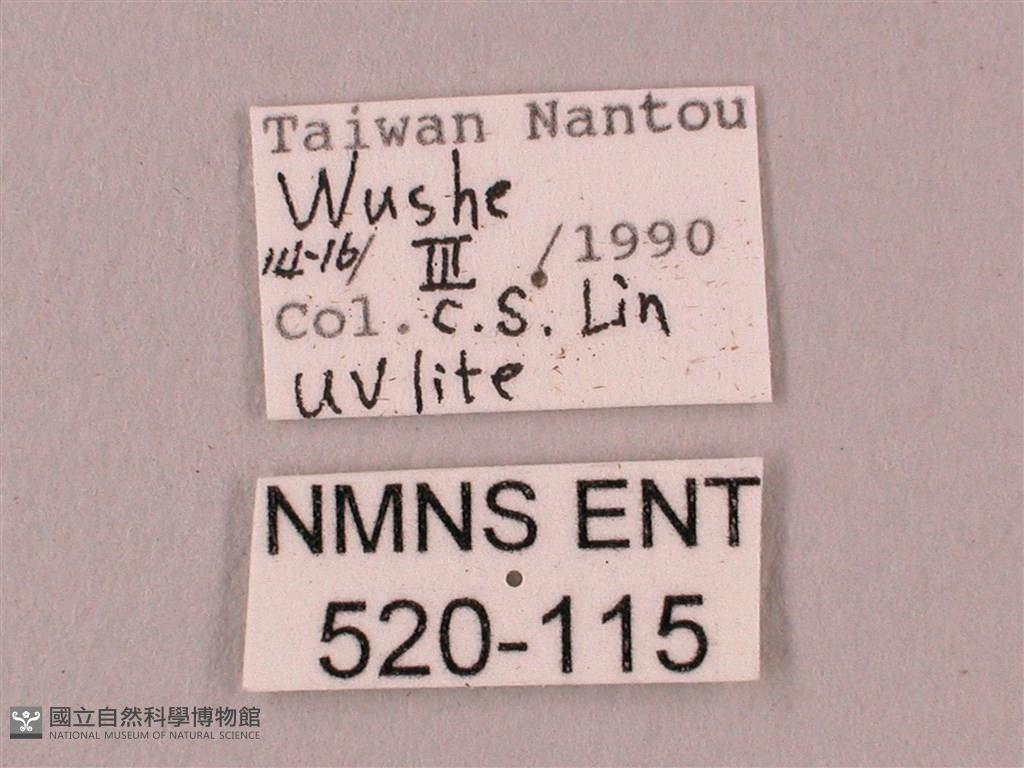 Taiwan Nantou
Wushe
14-16/ III /1990
Col. C.S. Lin
uv lite
NMNS ENT
520-115
國立自然科學博物館
NATIONAL MUSEUM OF NATURAL SCIENCE